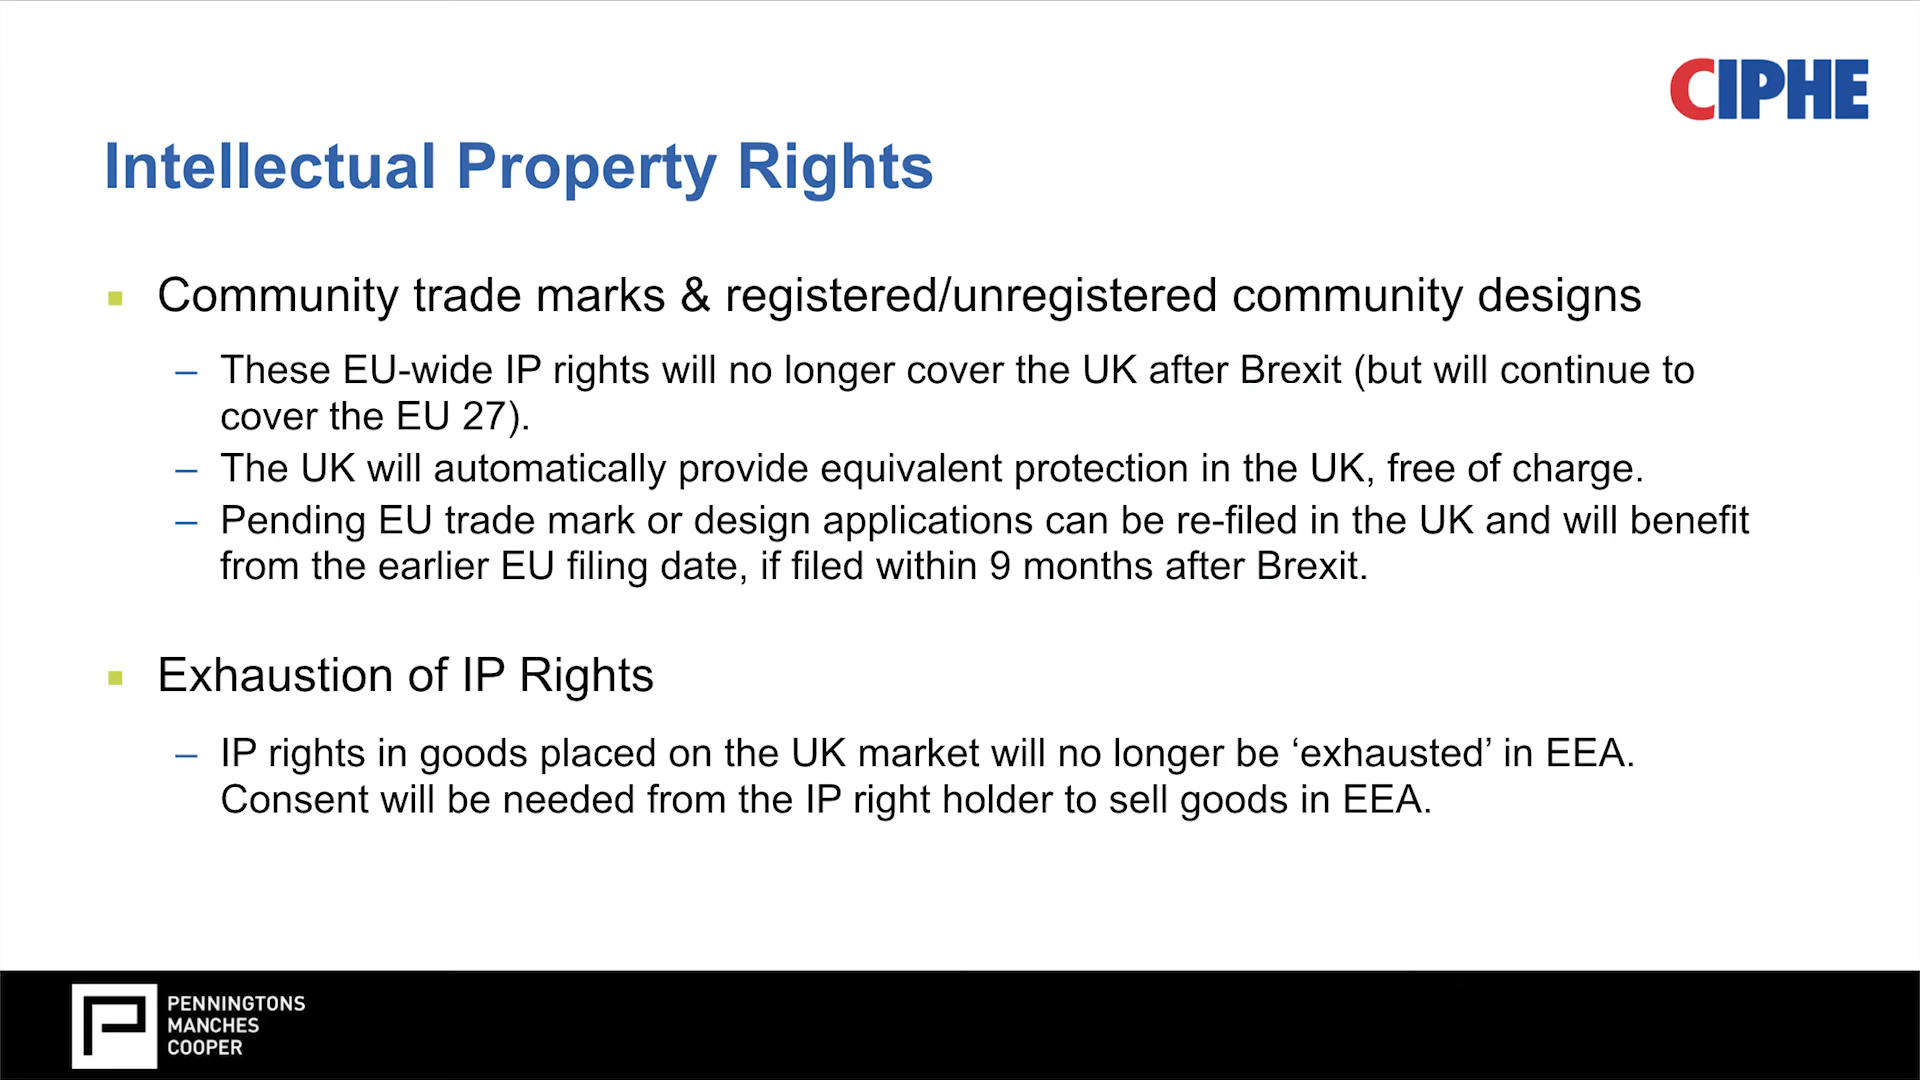 CIPHE
Intellectual Property Rights
Community trade marks & registered/unregistered community designs
– These EU-wide IP rights will no longer cover the UK after Brexit (but will continue to
cover the EU 27).
– The UK will automatically provide equivalent protection in the UK, free of charge.
– Pending EU trade mark or design applications can be re-filed in the UK and will benefit
from the earlier EU filing date, if filed within 9 months after Brexit.
Exhaustion of IP Rights
– IP rights in goods placed on the UK market will no longer be ‘exhausted’ in EEA.
Consent will be needed from the IP right holder to sell goods in EEA.
PENNINGTONS
MANCHES
COOPER